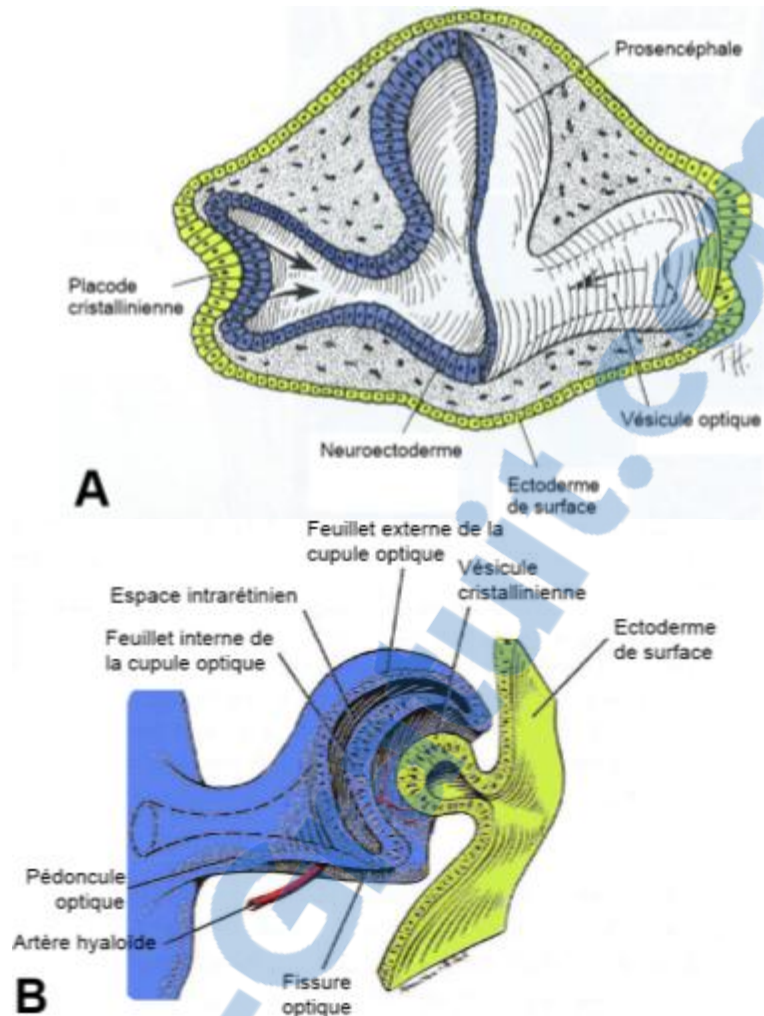 Prosencéphale
Placode
cristallinienne
Vésicule optique
Neuroectoderme
Ectoderme
de surface
A
Feuillet externe de la
cupule optique
Vésicule
cristallinienne
Espace intrarétinien
Ectoderme
de surface
Feuillet interne de
la cupule optique
Pédoncule
optique
Artère hyaloïde
Fissure
optique
B